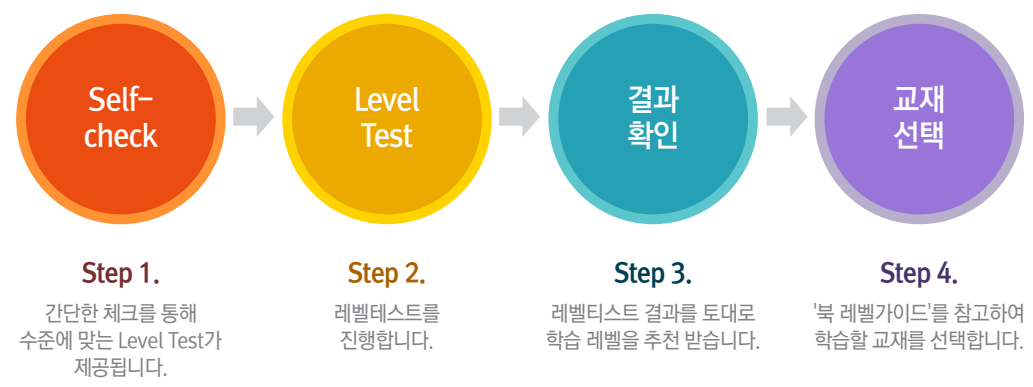 Self-
check
Level
Test
결과
확인
교재
선택
Step 1.
간단한 체크를 통해
수준에 맞는 Level Test가
제공됩니다.
Step 2.
레벨테스트를
진행합니다.
Step 3.
레벨티스트 결과를 토대로
학습 레벨을 추천 받습니다.
Step 4.
'북 레벨가이드'를 참고하여
학습할 교재를 선택합니다.